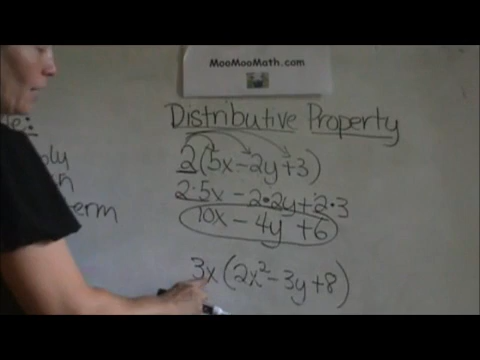 MooMooMath.com
Distributive Property
2(5x-2y+3)
2•5x - 2•2y+2•3
10x - 4y +6
3x(2x²-3y+8)